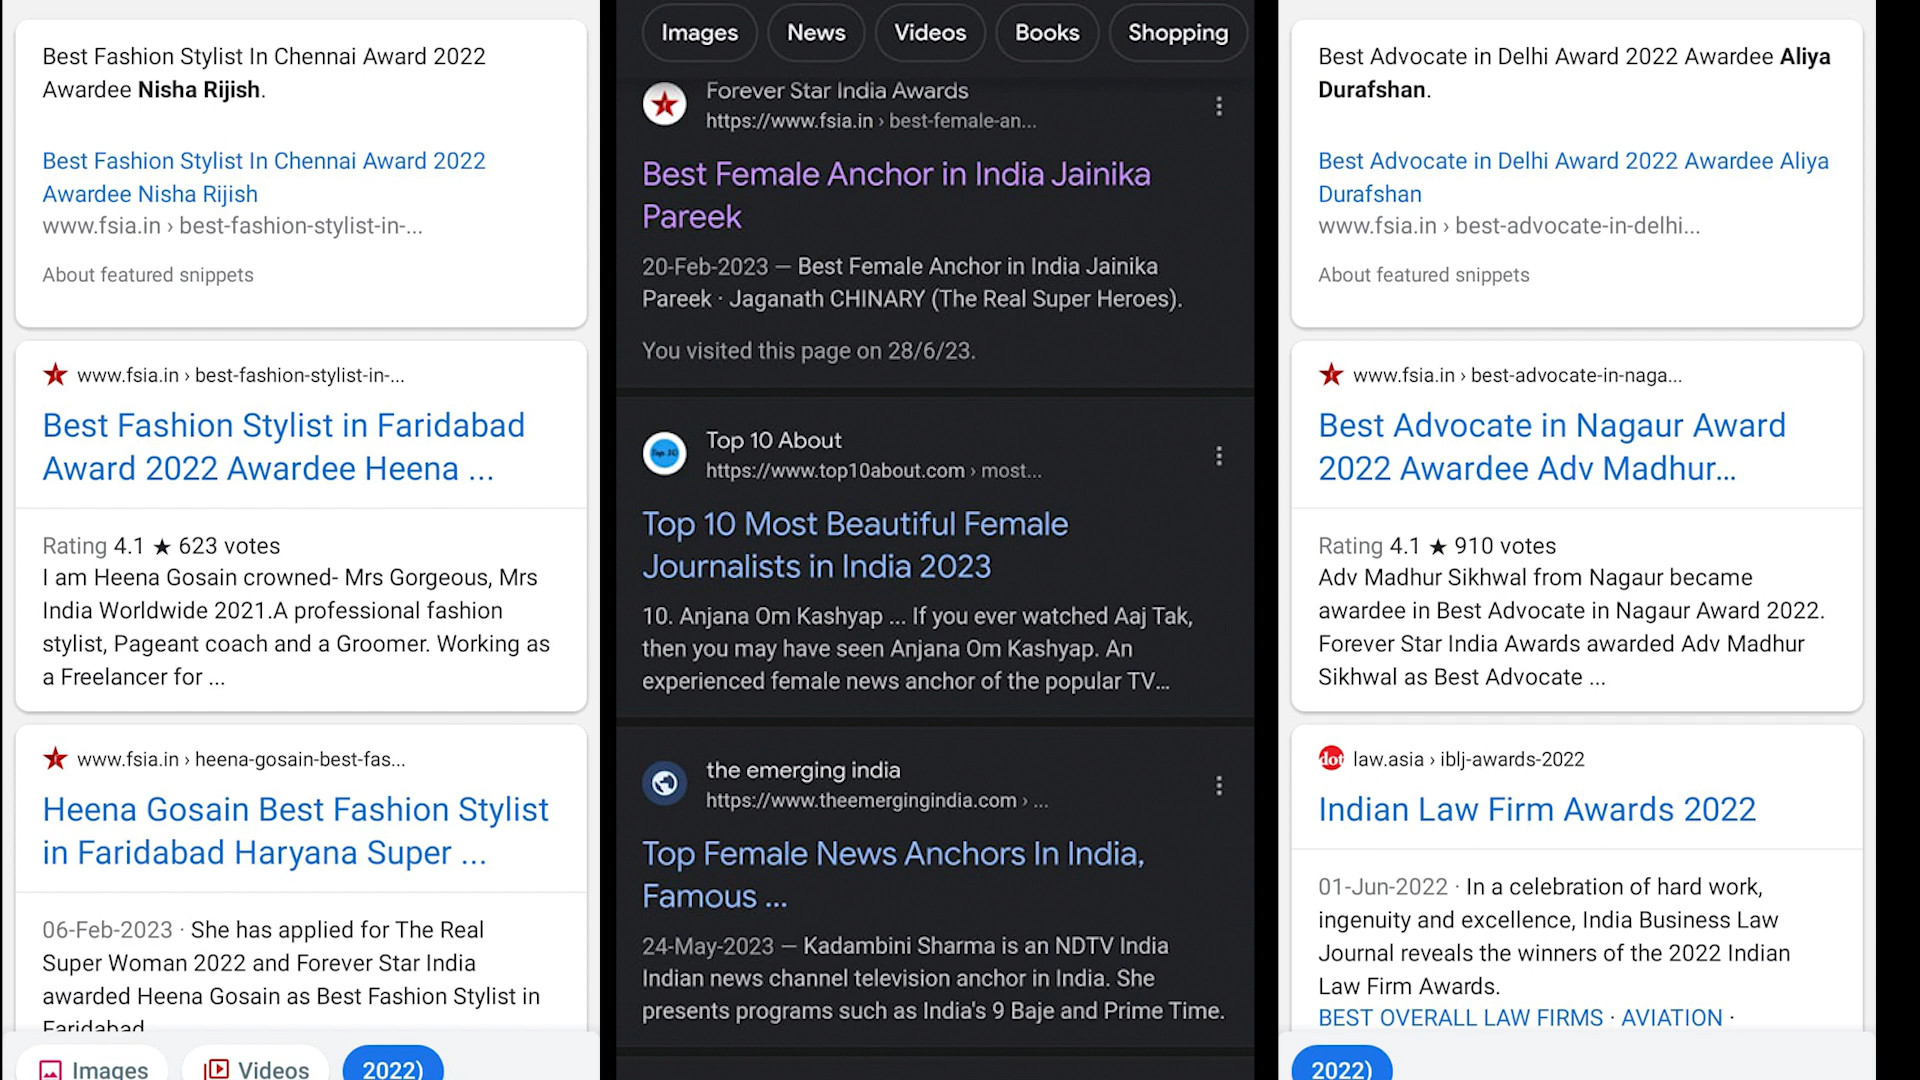 Best Fashion Stylist In Chennai Award 2022
Awardee Nisha Rijish.
Best Fashion Stylist In Chennai Award 2022
Awardee Nisha Rijish
www.fsia.in › best-fashion-stylist-in-...
About featured snippets
www.fsia.in › best-fashion-stylist-in-...
Best Fashion Stylist in Faridabad
Award 2022 Awardee Heena ...
Rating 4.1 ★ 623 votes
I am Heena Gosain crowned- Mrs Gorgeous, Mrs
India Worldwide 2021.A professional fashion
stylist, Pageant coach and a Groomer. Working as
a Freelancer for ...
www.fsia.in › heena-gosain-best-fas...
Heena Gosain Best Fashion Stylist
in Faridabad Haryana Super ...
06-Feb-2023 · She has applied for The Real
Super Woman 2022 and Forever Star India
awarded Heena Gosain as Best Fashion Stylist in
Faridabad
Images
Videos
2022)
Images
News
Videos
Books
Shopping
Forever Star India Awards
https://www.fsia.in › best-female-an...
Best Female Anchor in India Jainika
Pareek
20-Feb-2023 — Best Female Anchor in India Jainika
Pareek · Jaganath CHINARY (The Real Super Heroes).
You visited this page on 28/6/23.
Top 10
Top 10 About
https://www.top10about.com › most...
Top 10 Most Beautiful Female
Journalists in India 2023
10. Anjana Om Kashyap ... If you ever watched Aaj Tak,
then you may have seen Anjana Om Kashyap. An
experienced female news anchor of the popular TV...
the emerging india
https://www.theemergingindia.com › ...
Top Female News Anchors In India,
Famous ...
24-May-2023 — Kadambini Sharma is an NDTV India
Indian news channel television anchor in India. She
presents programs such as India's 9 Baje and Prime Time.
Best Advocate in Delhi Award 2022 Awardee Aliya
Durafshan.
Best Advocate in Delhi Award 2022 Awardee Aliya
Durafshan
www.fsia.in › best-advocate-in-delhi...
About featured snippets
www.fsia.in › best-advocate-in-naga...
Best Advocate in Nagaur Award
2022 Awardee Adv Madhur...
Rating 4.1 ★ 910 votes
Adv Madhur Sikhwal from Nagaur became
awardee in Best Advocate in Nagaur Award 2022.
Forever Star India Awards awarded Adv Madhur
Sikhwal as Best Advocate ...
dot
law.asia › iblj-awards-2022
Indian Law Firm Awards 2022
01-Jun-2022 · In a celebration of hard work,
ingenuity and excellence, India Business Law
Journal reveals the winners of the 2022 Indian
Law Firm Awards.
BEST OVERALL LAW FIRMS · AVIATION ·
2022)